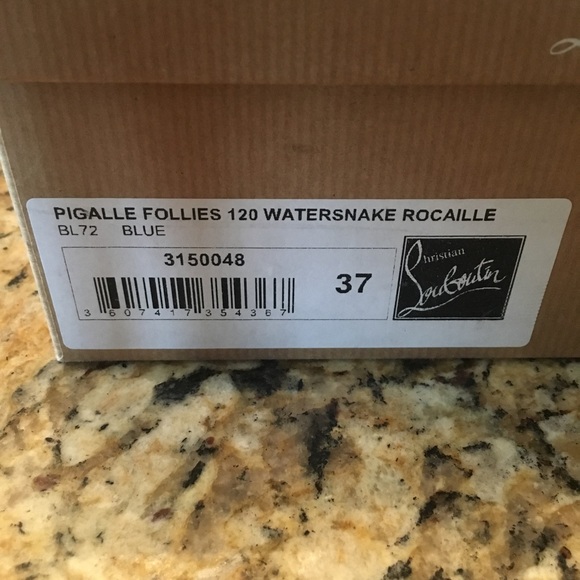 PIGALLE FOLLIES 120 WATERSNAKE ROCAILLE
BL72 BLUE
3150048
3 607417 354367
37
Christian
Louboutin